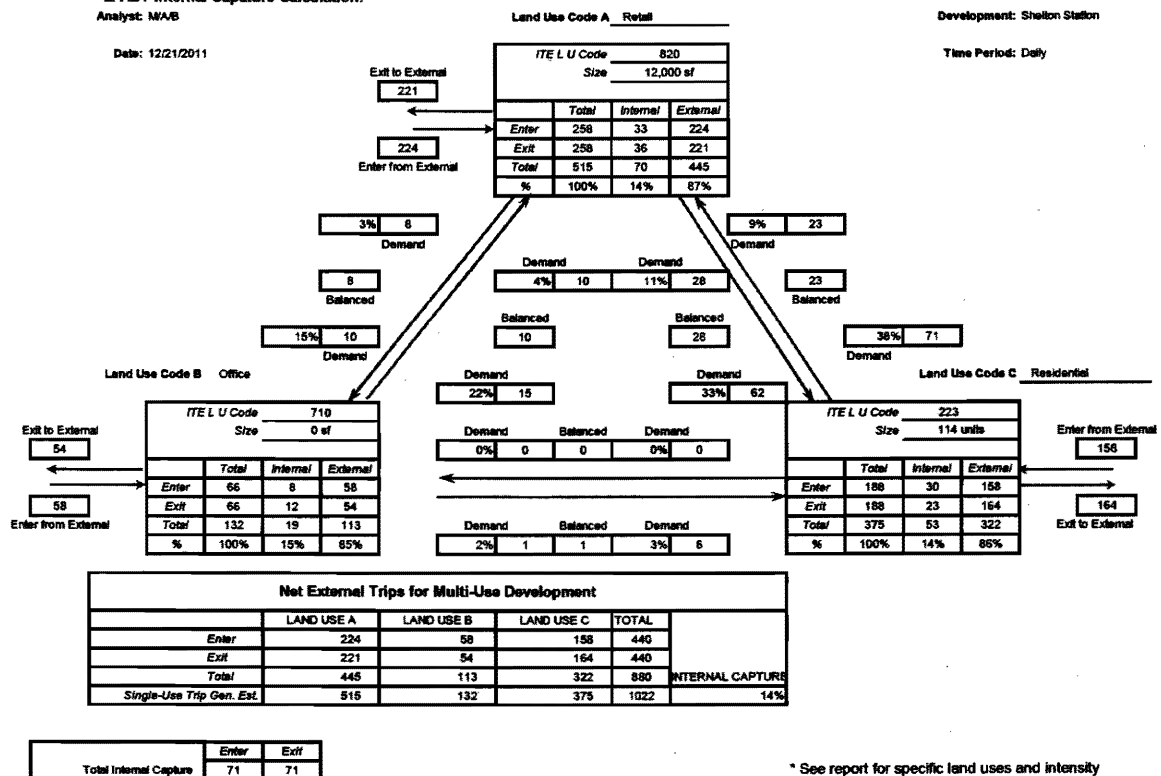 Analyst: M/A/B
Land Use Code A Retail
Development: Shelton Station
Date: 12/21/2011
Time Period: Daily
ITE L U Code 820
Size 12,000 sf
Exit to External
221
Total Internal External
Enter 258 33 224
Exit 258 36 221
Total 515 70 445
% 100% 14% 87%
224
Enter from External
3% 8
Demand
9% 23
Demand
Demand Demand
4% 10 11% 28
8
Balanced
23
Balanced
Balanced Balanced
10 28
15% 10
Demand
38% 71
Demand
Land Use Code B Office
Demand Demand
22% 15 33% 62
Land Use Code C Residential
ITE L U Code 710
Size 0 sf
Exit to External
54
Total Internal External
Enter 66 8 58
Exit 66 12 54
Total 132 19 113
% 100% 15% 85%
58
Enter from External
Demand Balanced Demand
0% 0 0 0% 0
Demand Balanced Demand
2% 1 1 3% 6
ITE L U Code 223
Size 114 units
Enter from External
158
Total Internal External
Enter 188 30 158
Exit 188 23 164
Total 375 53 322
% 100% 14% 86%
164
Exit to External
Net External Trips for Multi-Use Development
LAND USE A LAND USE B LAND USE C TOTAL
Enter 224 58 158 440
Exit 221 54 164 440
Total 445 113 322 880 INTERNAL CAPTURE
Single-Use Trip Gen. Est. 515 132 375 1022 14%
Enter Exit
Total Internal Capture 71 71
* See report for specific land uses and intensity